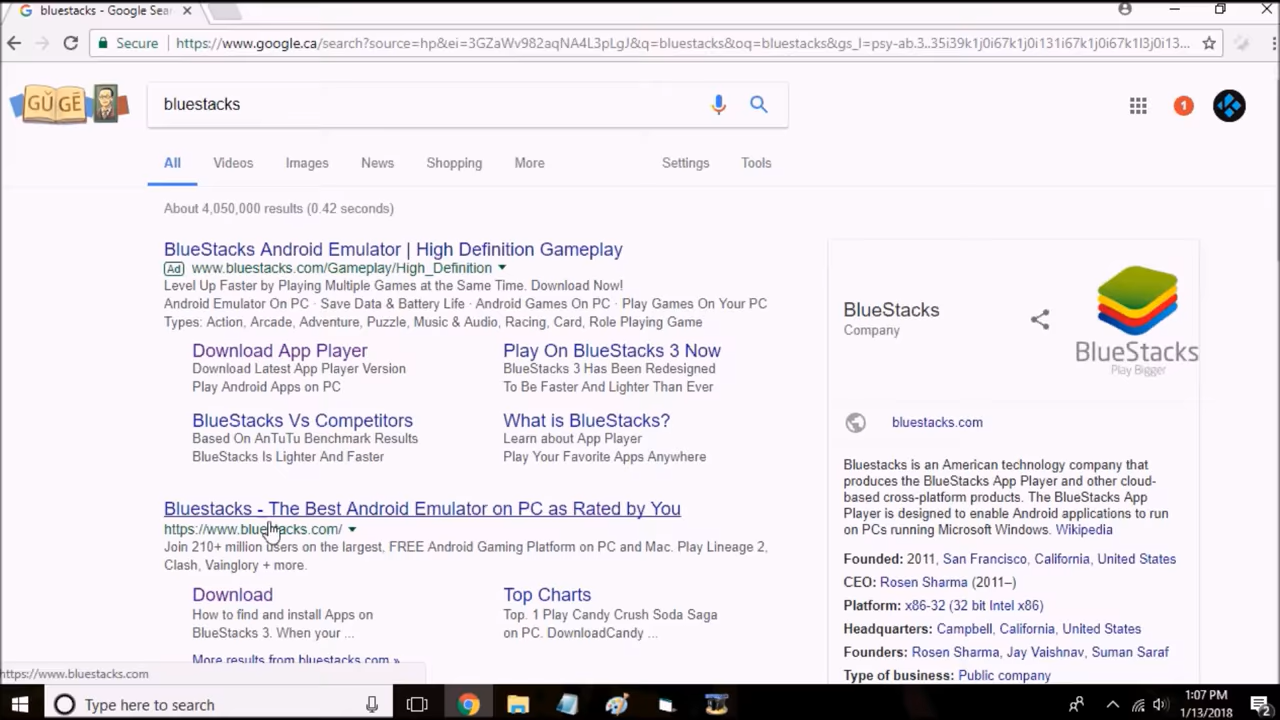 bluestacks - Google Sea
Secure
https://www.google.ca/search?source=hp&ei=3GZaWv982aqNA4L3pLgJ&q=bluestacks&oq=bluestacks&gs_l=psy-ab.3..35i39k1j0i67k1j0i131i67k1j0i67k1l3j0i13...
GǓGĒ
bluestacks
1
All
Videos
Images
News
Shopping
More
Settings
Tools
About 4,050,000 results (0.42 seconds)
BlueStacks Android Emulator | High Definition Gameplay
Ad www.bluestacks.com/Gameplay/High_Definition
Level Up Faster by Playing Multiple Games at the Same Time. Download Now!
Android Emulator On PC · Save Data & Battery Life · Android Games On PC · Play Games On Your PC
Types: Action, Arcade, Adventure, Puzzle, Music & Audio, Racing, Card, Role Playing Game
Download App Player
Download Latest App Player Version
Play Android Apps on PC
Play On BlueStacks 3 Now
BlueStacks 3 Has Been Redesigned
To Be Faster And Lighter Than Ever
BlueStacks Vs Competitors
Based On AnTuTu Benchmark Results
BlueStacks Is Lighter And Faster
What is BlueStacks?
Learn about App Player
Play Your Favorite Apps Anywhere
Bluestacks - The Best Android Emulator on PC as Rated by You
https://www.bluestacks.com/
Join 210+ million users on the largest, FREE Android Gaming Platform on PC and Mac. Play Lineage 2,
Clash, Vainglory + more.
Download
How to find and install Apps on
BlueStacks 3. When your ...
Top Charts
Top. 1 Play Candy Crush Soda Saga
on PC. DownloadCandy ...
More results from bluestacks.com »
BlueStacks
Company
BlueStacks
Play Bigger
bluestacks.com
Bluestacks is an American technology company that
produces the BlueStacks App Player and other cloud-
based cross-platform products. The BlueStacks App
Player is designed to enable Android applications to run
on PCs running Microsoft Windows. Wikipedia
Founded: 2011, San Francisco, California, United States
CEO: Rosen Sharma (2011–)
Platform: x86-32 (32 bit Intel x86)
Headquarters: Campbell, California, United States
Founders: Rosen Sharma, Jay Vaishnav, Suman Saraf
Type of business: Public company
https://www.bluestacks.com
Type here to search
1:07 PM
1/13/2018
2